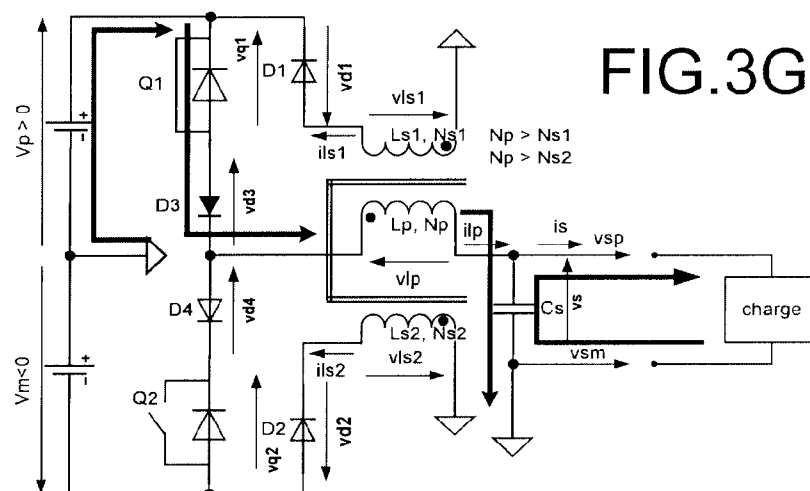 FIG.3G
Vp > 0
+
-
Q1
vq1
D1
vd1
vls1
ils1
Ls1, Ns1
Np > Ns1
Np > Ns2
D3
vd3
Lp, Np
ilp
is
vsp
vlp
D4
vd4
Cs
vs
charge
Ls2, Ns2
vsm
Vm<0
+
-
ils2
vls2
Q2
vq2
D2
vd2